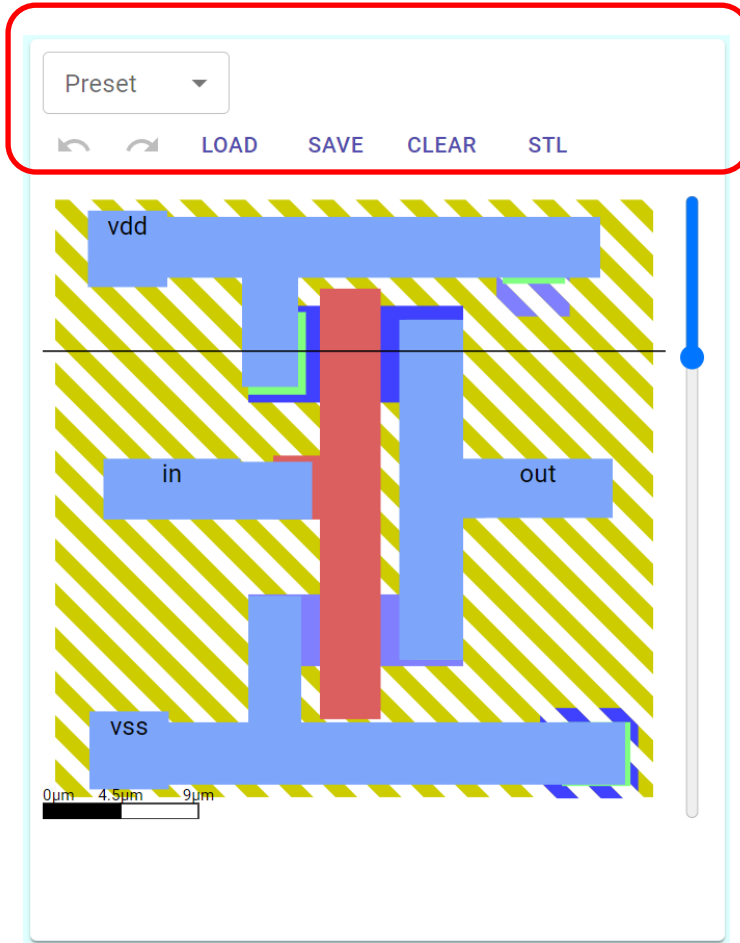 Preset
LOAD SAVE CLEAR STL
vdd
in out
vss
0μm 4.5μm 9μm